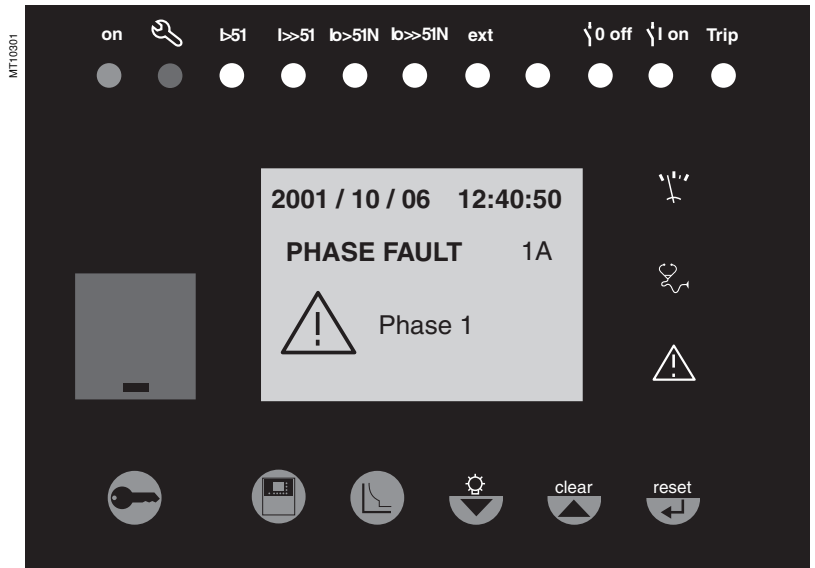 MT10301
on I>51 I>>51 Io>51N Io>>51N ext 0 off I on Trip
2001 / 10 / 06 12:40:50
PHASE FAULT 1A
Phase 1
clear reset